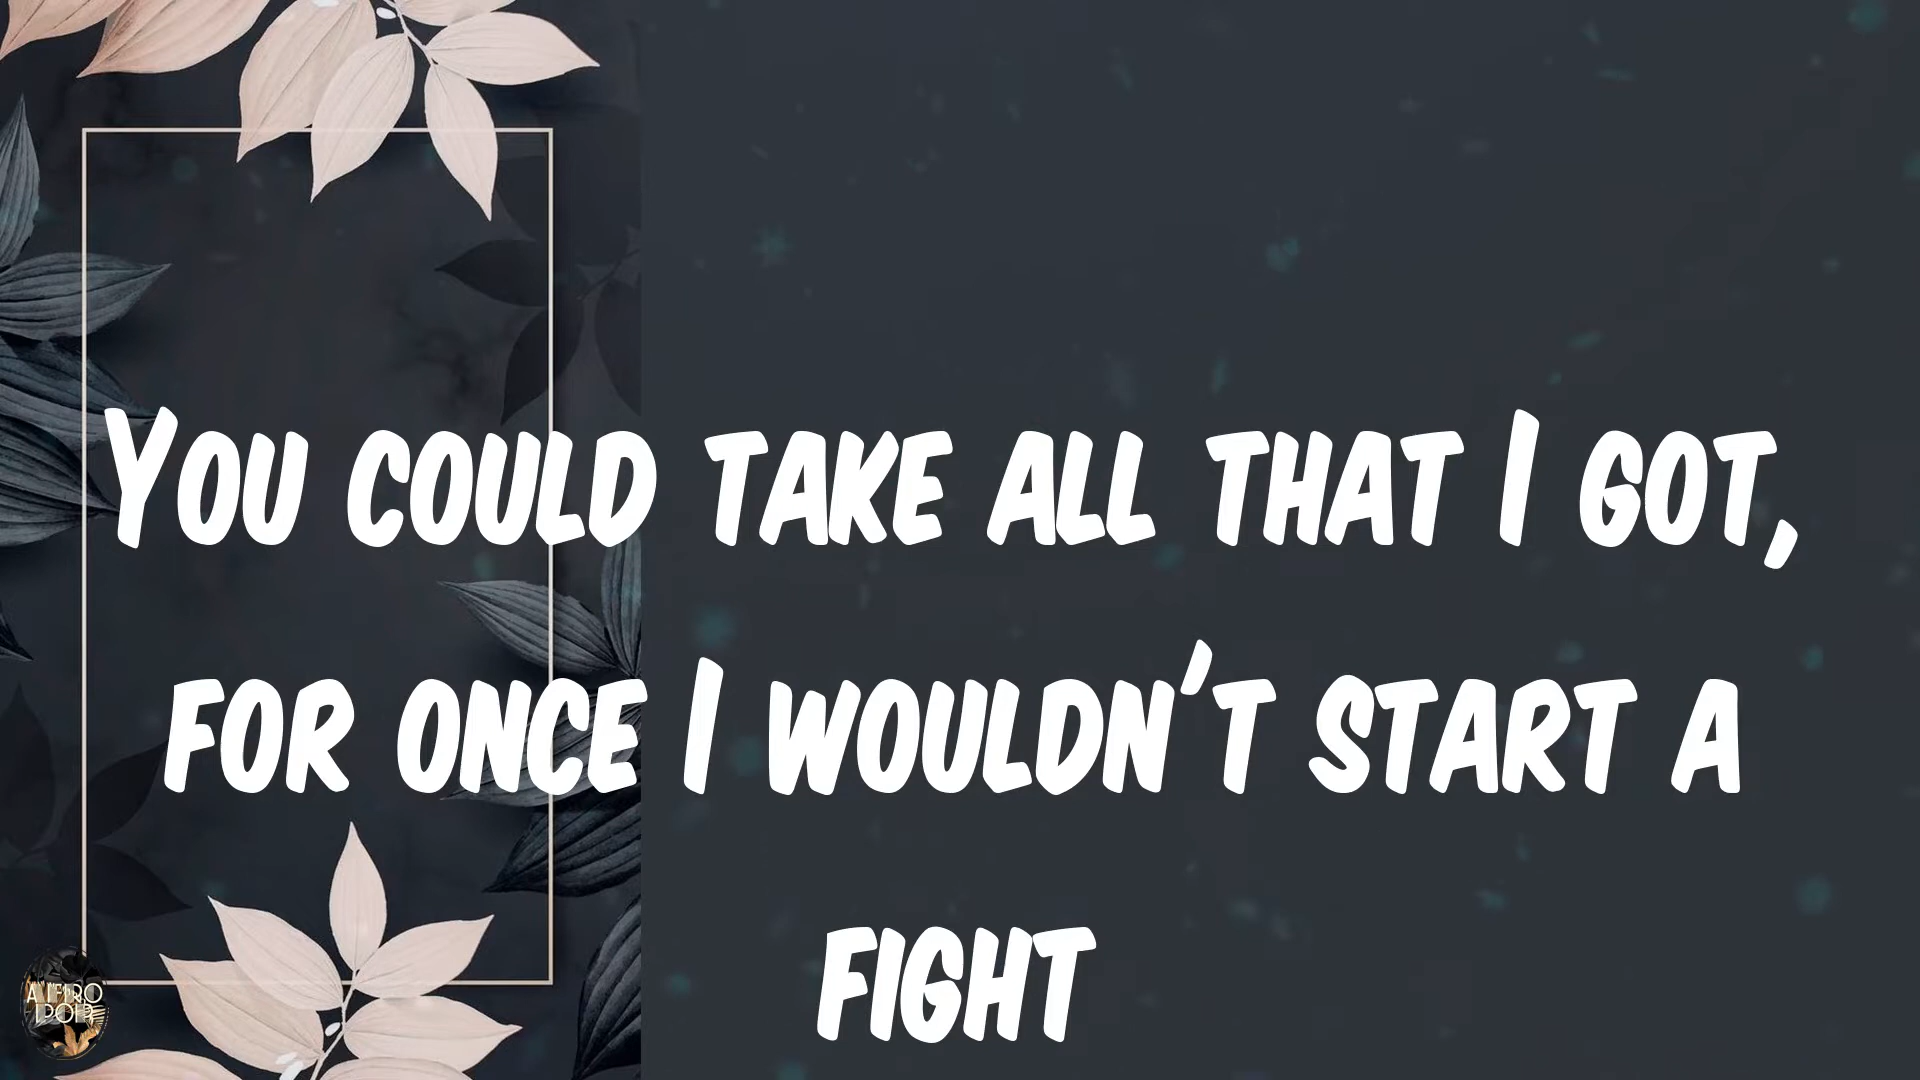 You could take all that I got,
for once I wouldn't start a
fight